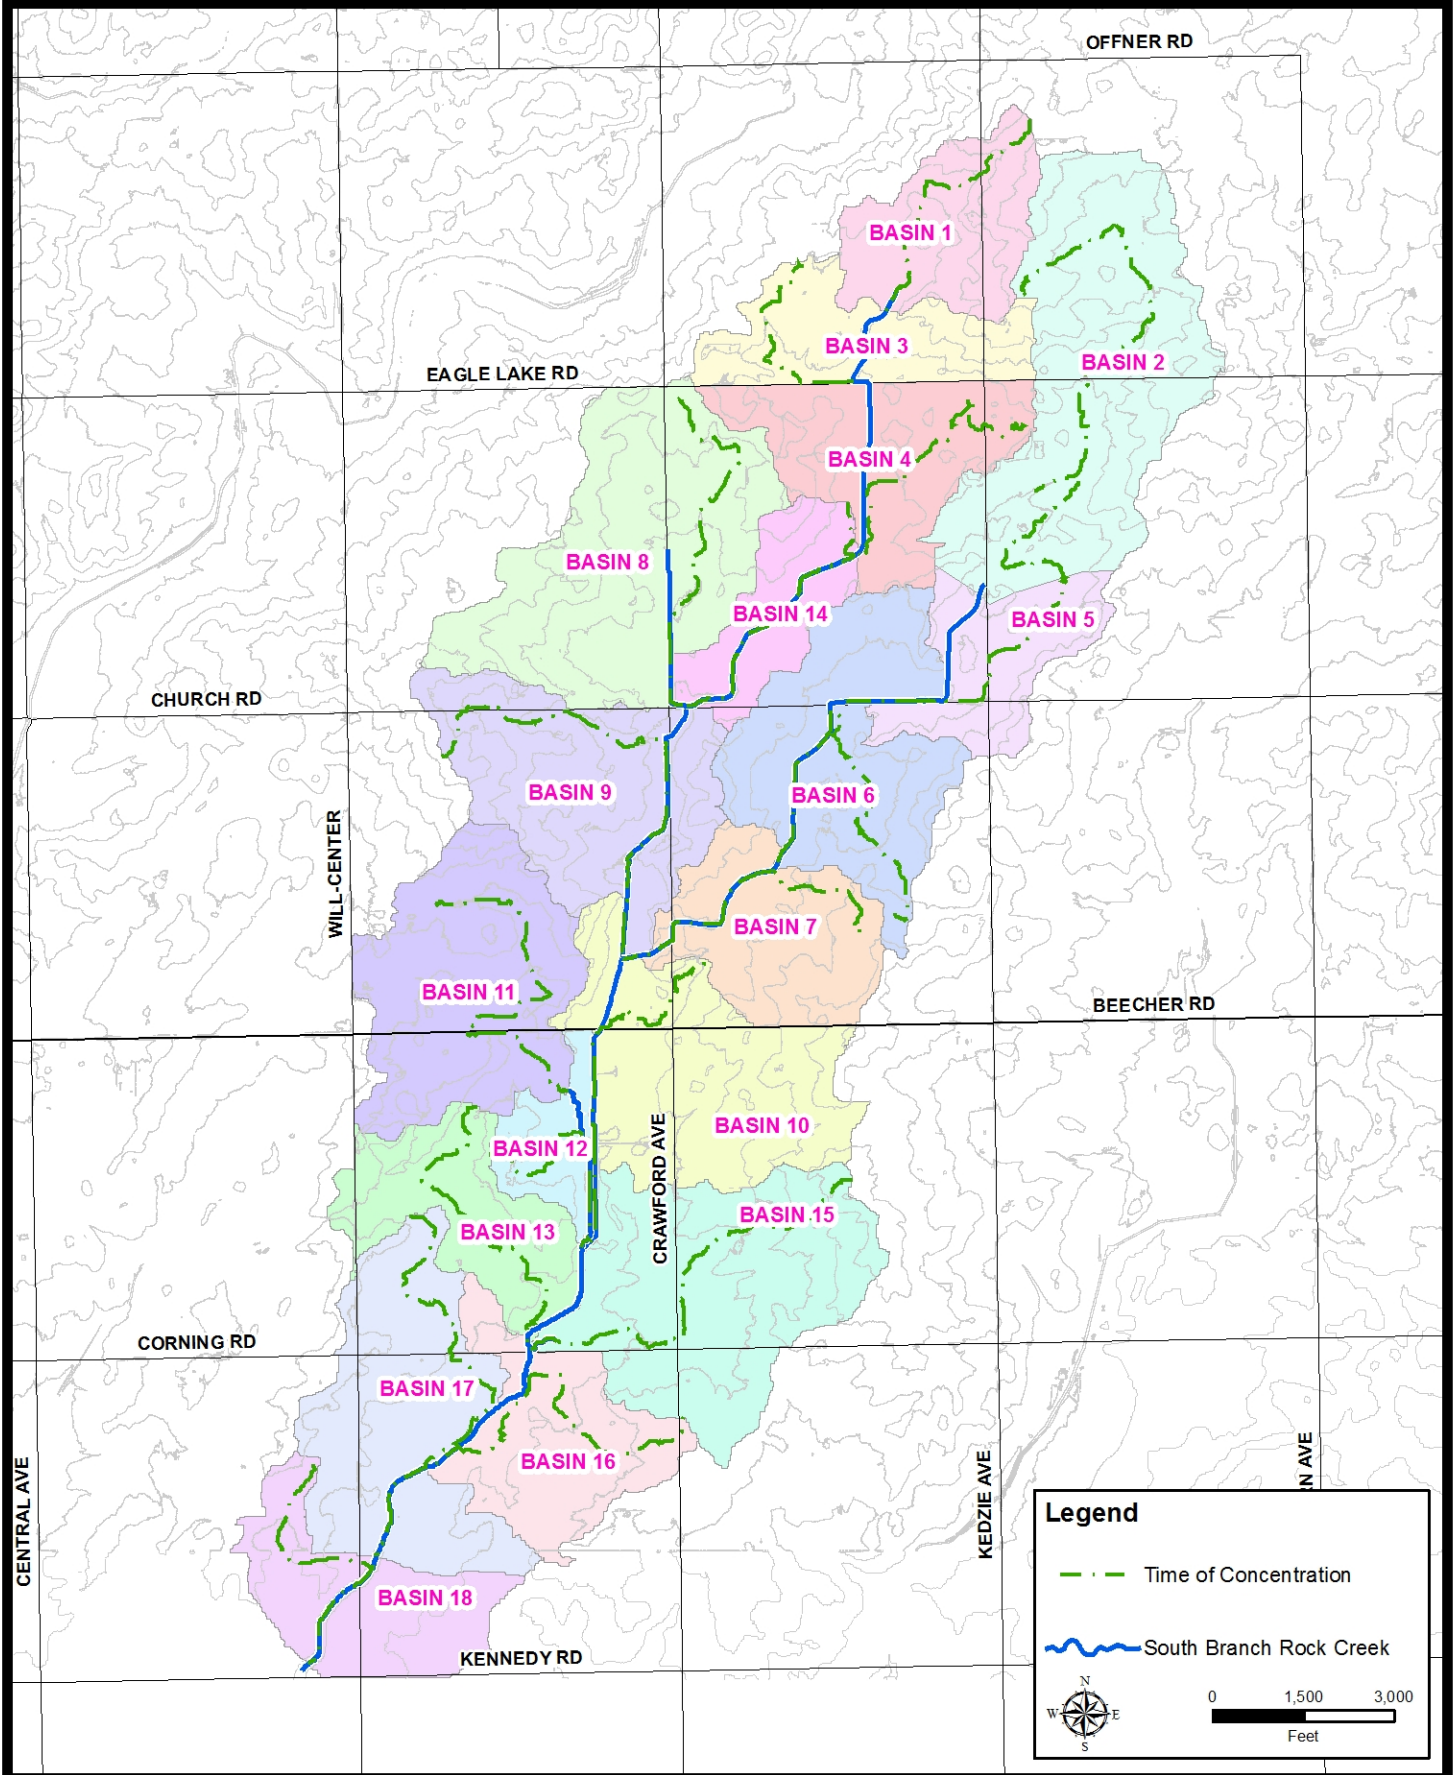 OFFNER RD
BASIN 1
BASIN 3
BASIN 2
EAGLE LAKE RD
BASIN 4
BASIN 8
BASIN 14
BASIN 5
CHURCH RD
BASIN 9
BASIN 6
WILL-CENTER
BASIN 7
BASIN 11
BEECHER RD
BASIN 10
BASIN 12
CRAWFORD AVE
BASIN 15
BASIN 13
CORNING RD
BASIN 17
BASIN 16
CENTRAL AVE
KEDZIE AVE
AVE
BASIN 18
KENNEDY RD
Legend
Time of Concentration
South Branch Rock Creek
N
W E
S
0 1,500 3,000
Feet